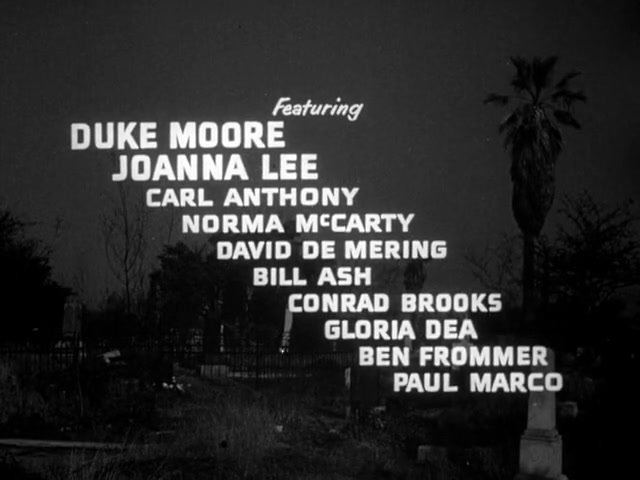 Featuring
DUKE MOORE
JOANNA LEE
CARL ANTHONY
NORMA McCARTY
DAVID DE MERING
BILL ASH
CONRAD BROOKS
GLORIA DEA
BEN FROMMER
PAUL MARCO